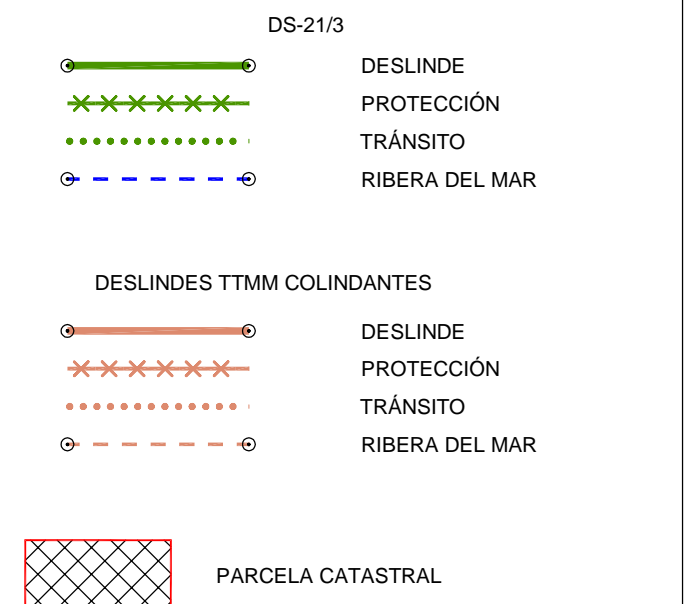 DS-21/3
DESLINDE
PROTECCIÓN
TRÁNSITO
RIBERA DEL MAR
DESLINDES TTMM COLINDANTES
DESLINDE
PROTECCIÓN
TRÁNSITO
RIBERA DEL MAR
PARCELA CATASTRAL